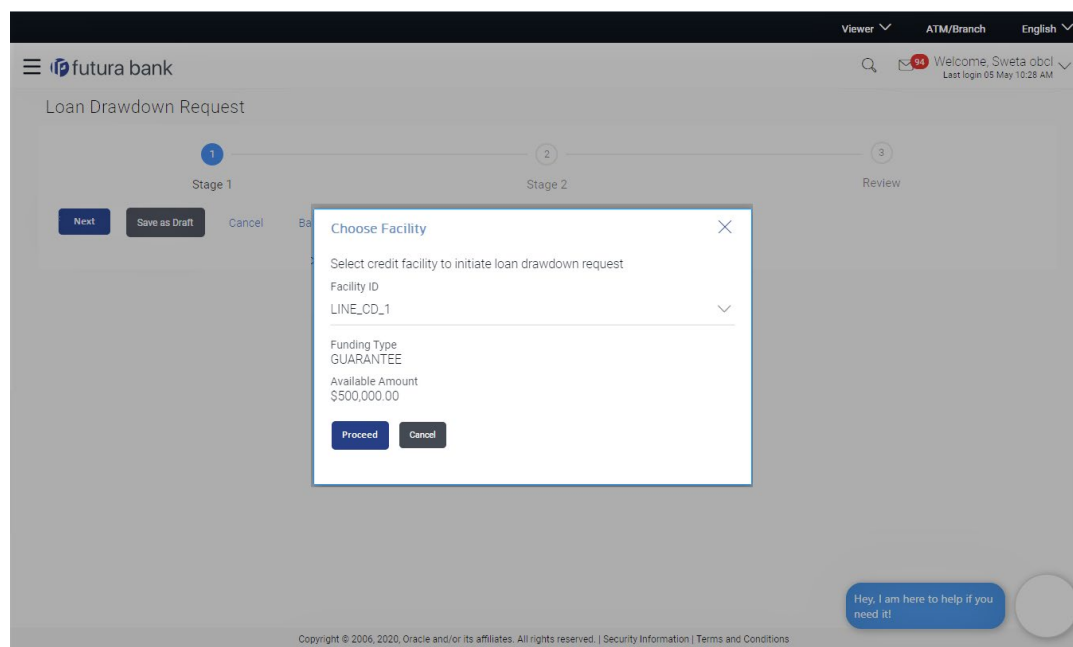 Viewer ATM/Branch English
futura bank
94
Welcome, Sweta obcl
Last login 05 May 10:28 AM
Loan Drawdown Request
1 2 3
Stage 1 Stage 2 Review
Next Save as Draft Cancel Ba
Choose Facility
Select credit facility to initiate loan drawdown request
Facility ID
LINE_CD_1
Funding Type
GUARANTEE
Available Amount
$500,000.00
Proceed Cancel
Hey, I am here to help if you
need it!
Copyright © 2006, 2020, Oracle and/or its affiliates. All rights reserved. | Security Information | Terms and Conditions